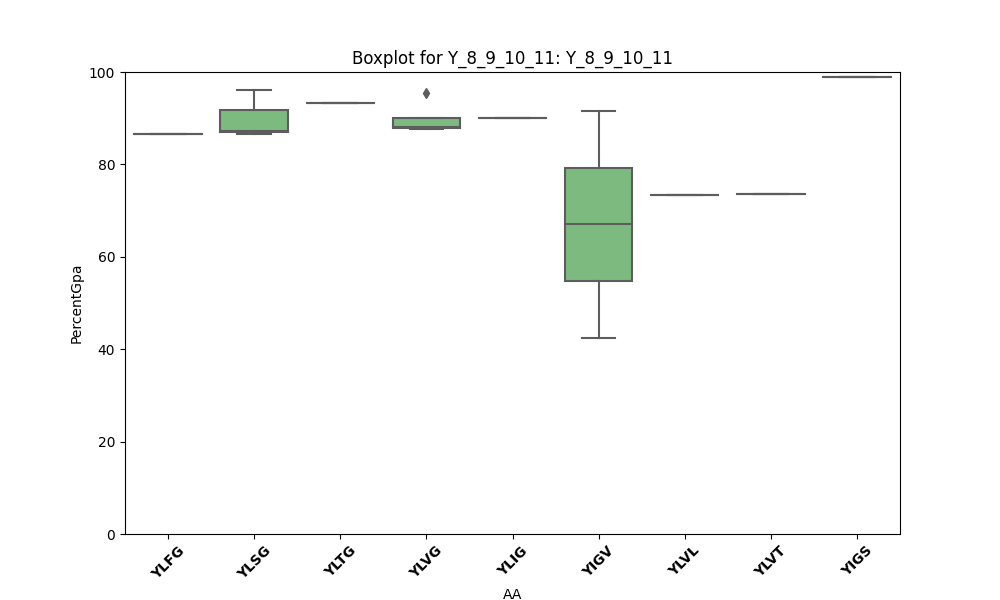 Boxplot for Y_8_9_10_11: Y_8_9_10_11
100
80
60
40
20
0
PercentGpa
YLFG
YLSG
YLTG
YLVG
YLIG
YIGV
YLVL
YLVT
YIGS
AA